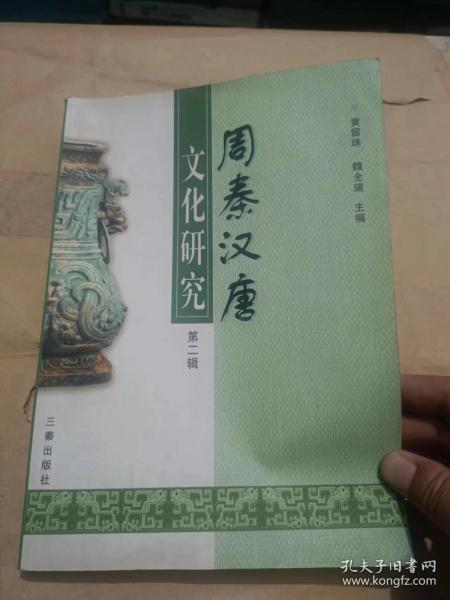 周秦汉唐
文化研究
第二辑
黄留珠 魏全瑞 主编
三秦出版社
孔夫子旧书网
www.kongfz.com